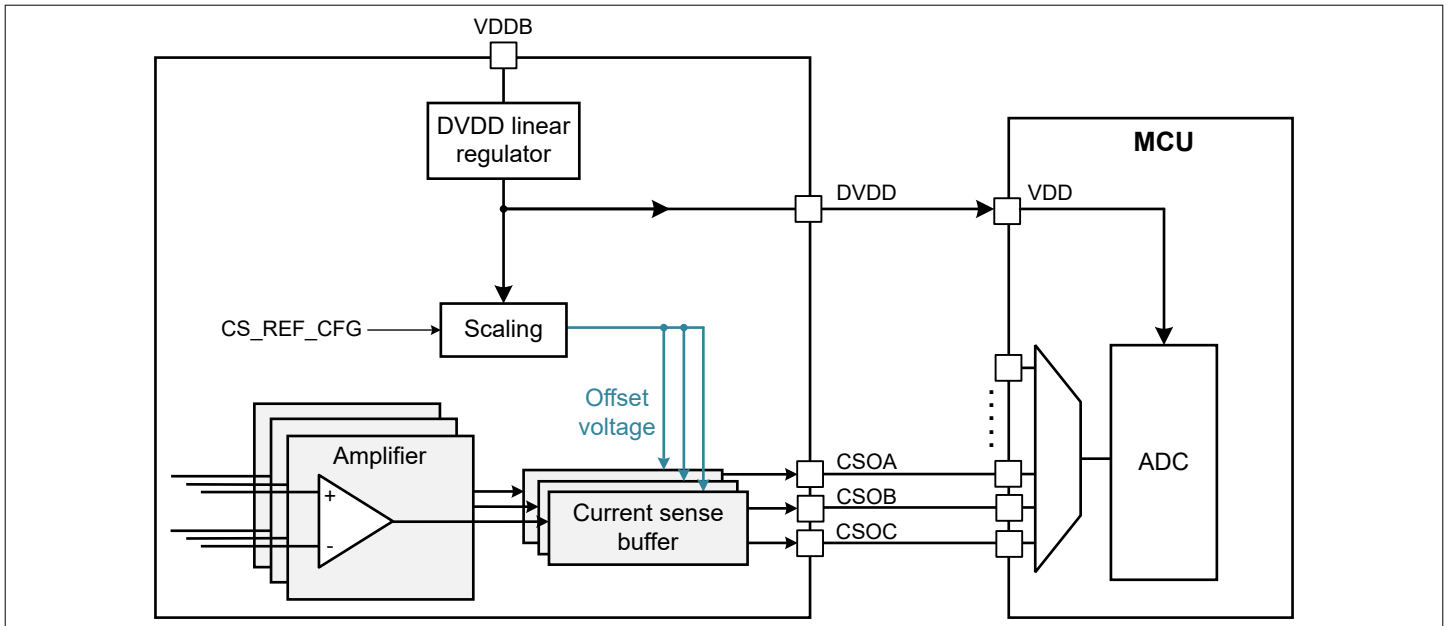 VDDB
DVDD linear
regulator
MCU
DVDD
VDD
CS_REF_CFG
Scaling
Offset
voltage
Amplifier
+
-
Current sense
buffer
CSOA
CSOB
CSOC
ADC